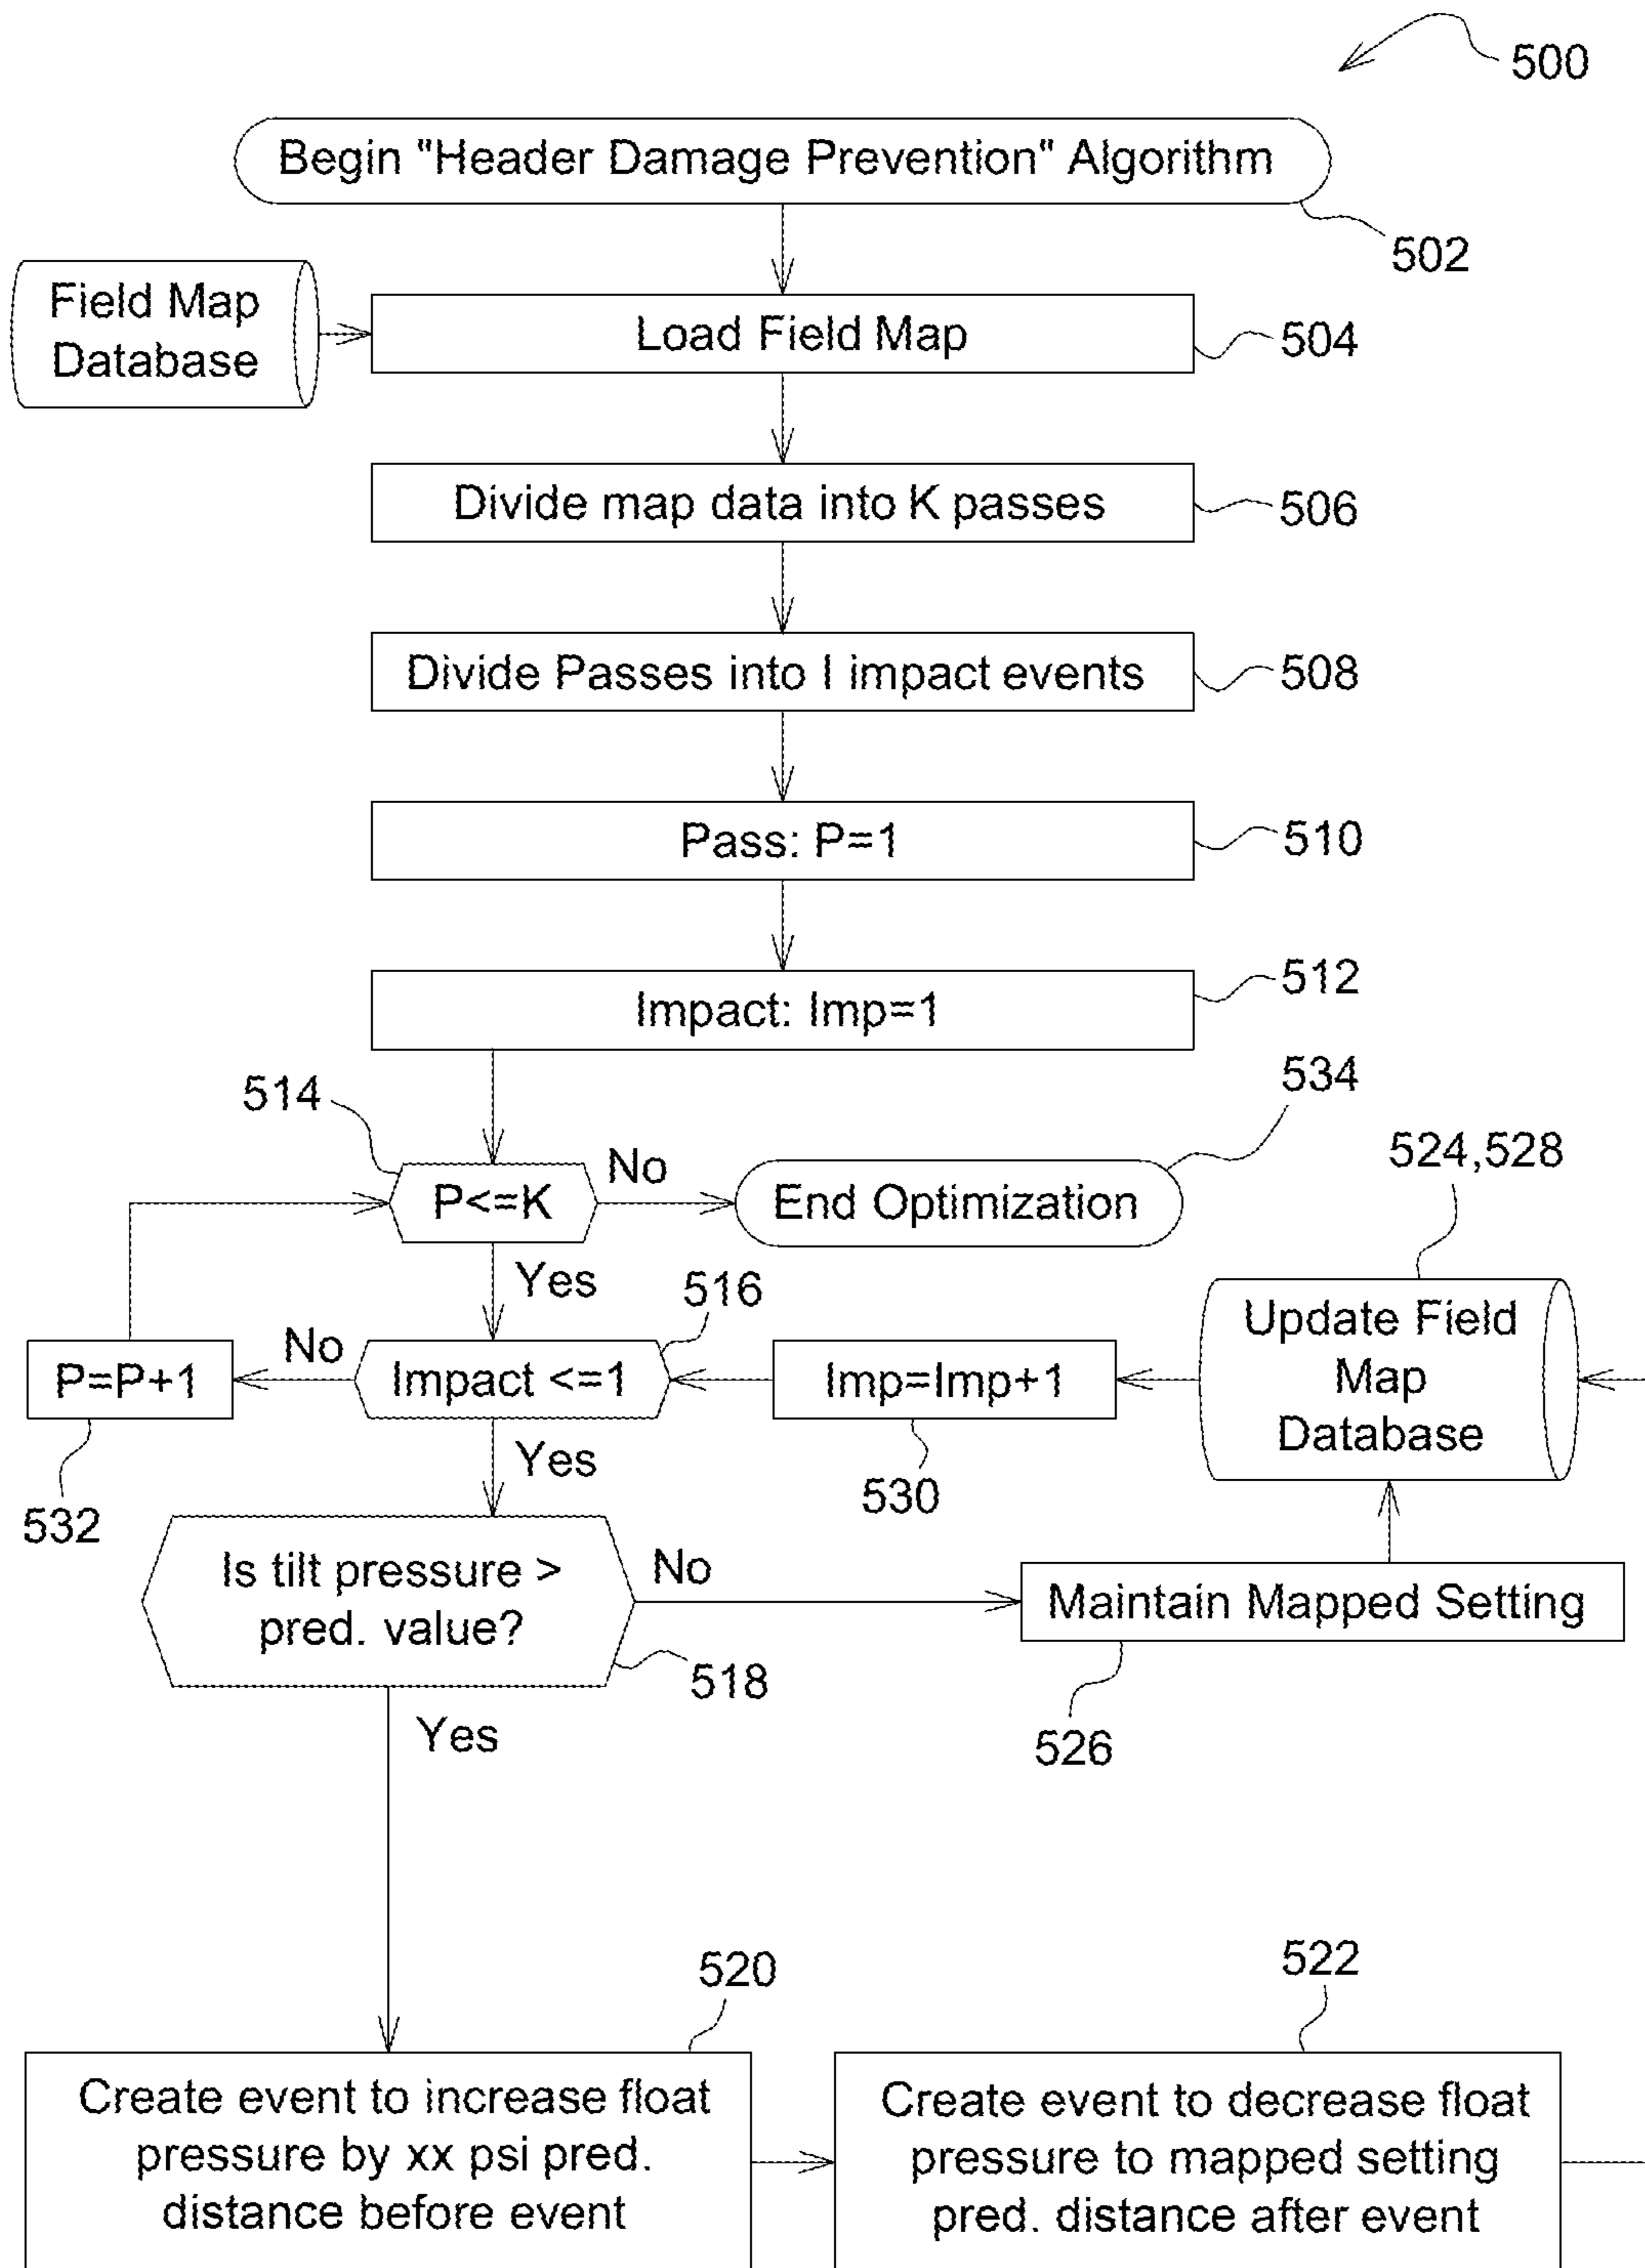 500
Begin "Header Damage Prevention" Algorithm
502
Field Map
Database
Load Field Map
504
Divide map data into K passes
506
Divide Passes into I impact events
508
Pass: P=1
510
Impact: Imp=1
512
514
534
P<=K
No
End Optimization
524,528
Yes
516
Update Field
Map
Database
P=P+1
No
Impact <=1
Imp=Imp+1
532
Yes
530
Is tilt pressure >
pred. value?
No
Maintain Mapped Setting
518
526
Yes
520
522
Create event to increase float
pressure by xx psi pred.
distance before event
Create event to decrease float
pressure to mapped setting
pred. distance after event